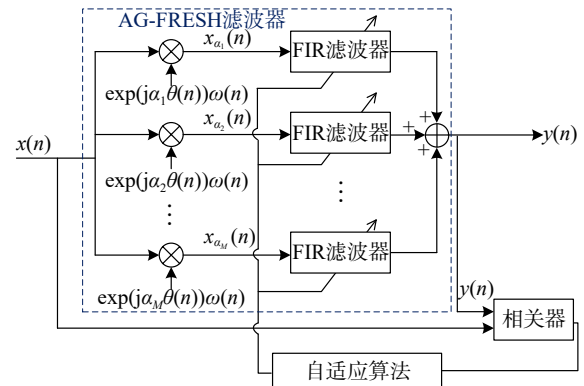 AG-FRESH滤波器
x_{α_1}(n)
FIR滤波器
exp(jα_1θ(n))ω(n)
+
x_{α_2}(n)
FIR滤波器
+
+
y(n)
x(n)
exp(jα_2θ(n))ω(n)
⋮
⋮
x_{α_M}(n)
FIR滤波器
exp(jα_Mθ(n))ω(n)
y(n)
相关器
自适应算法